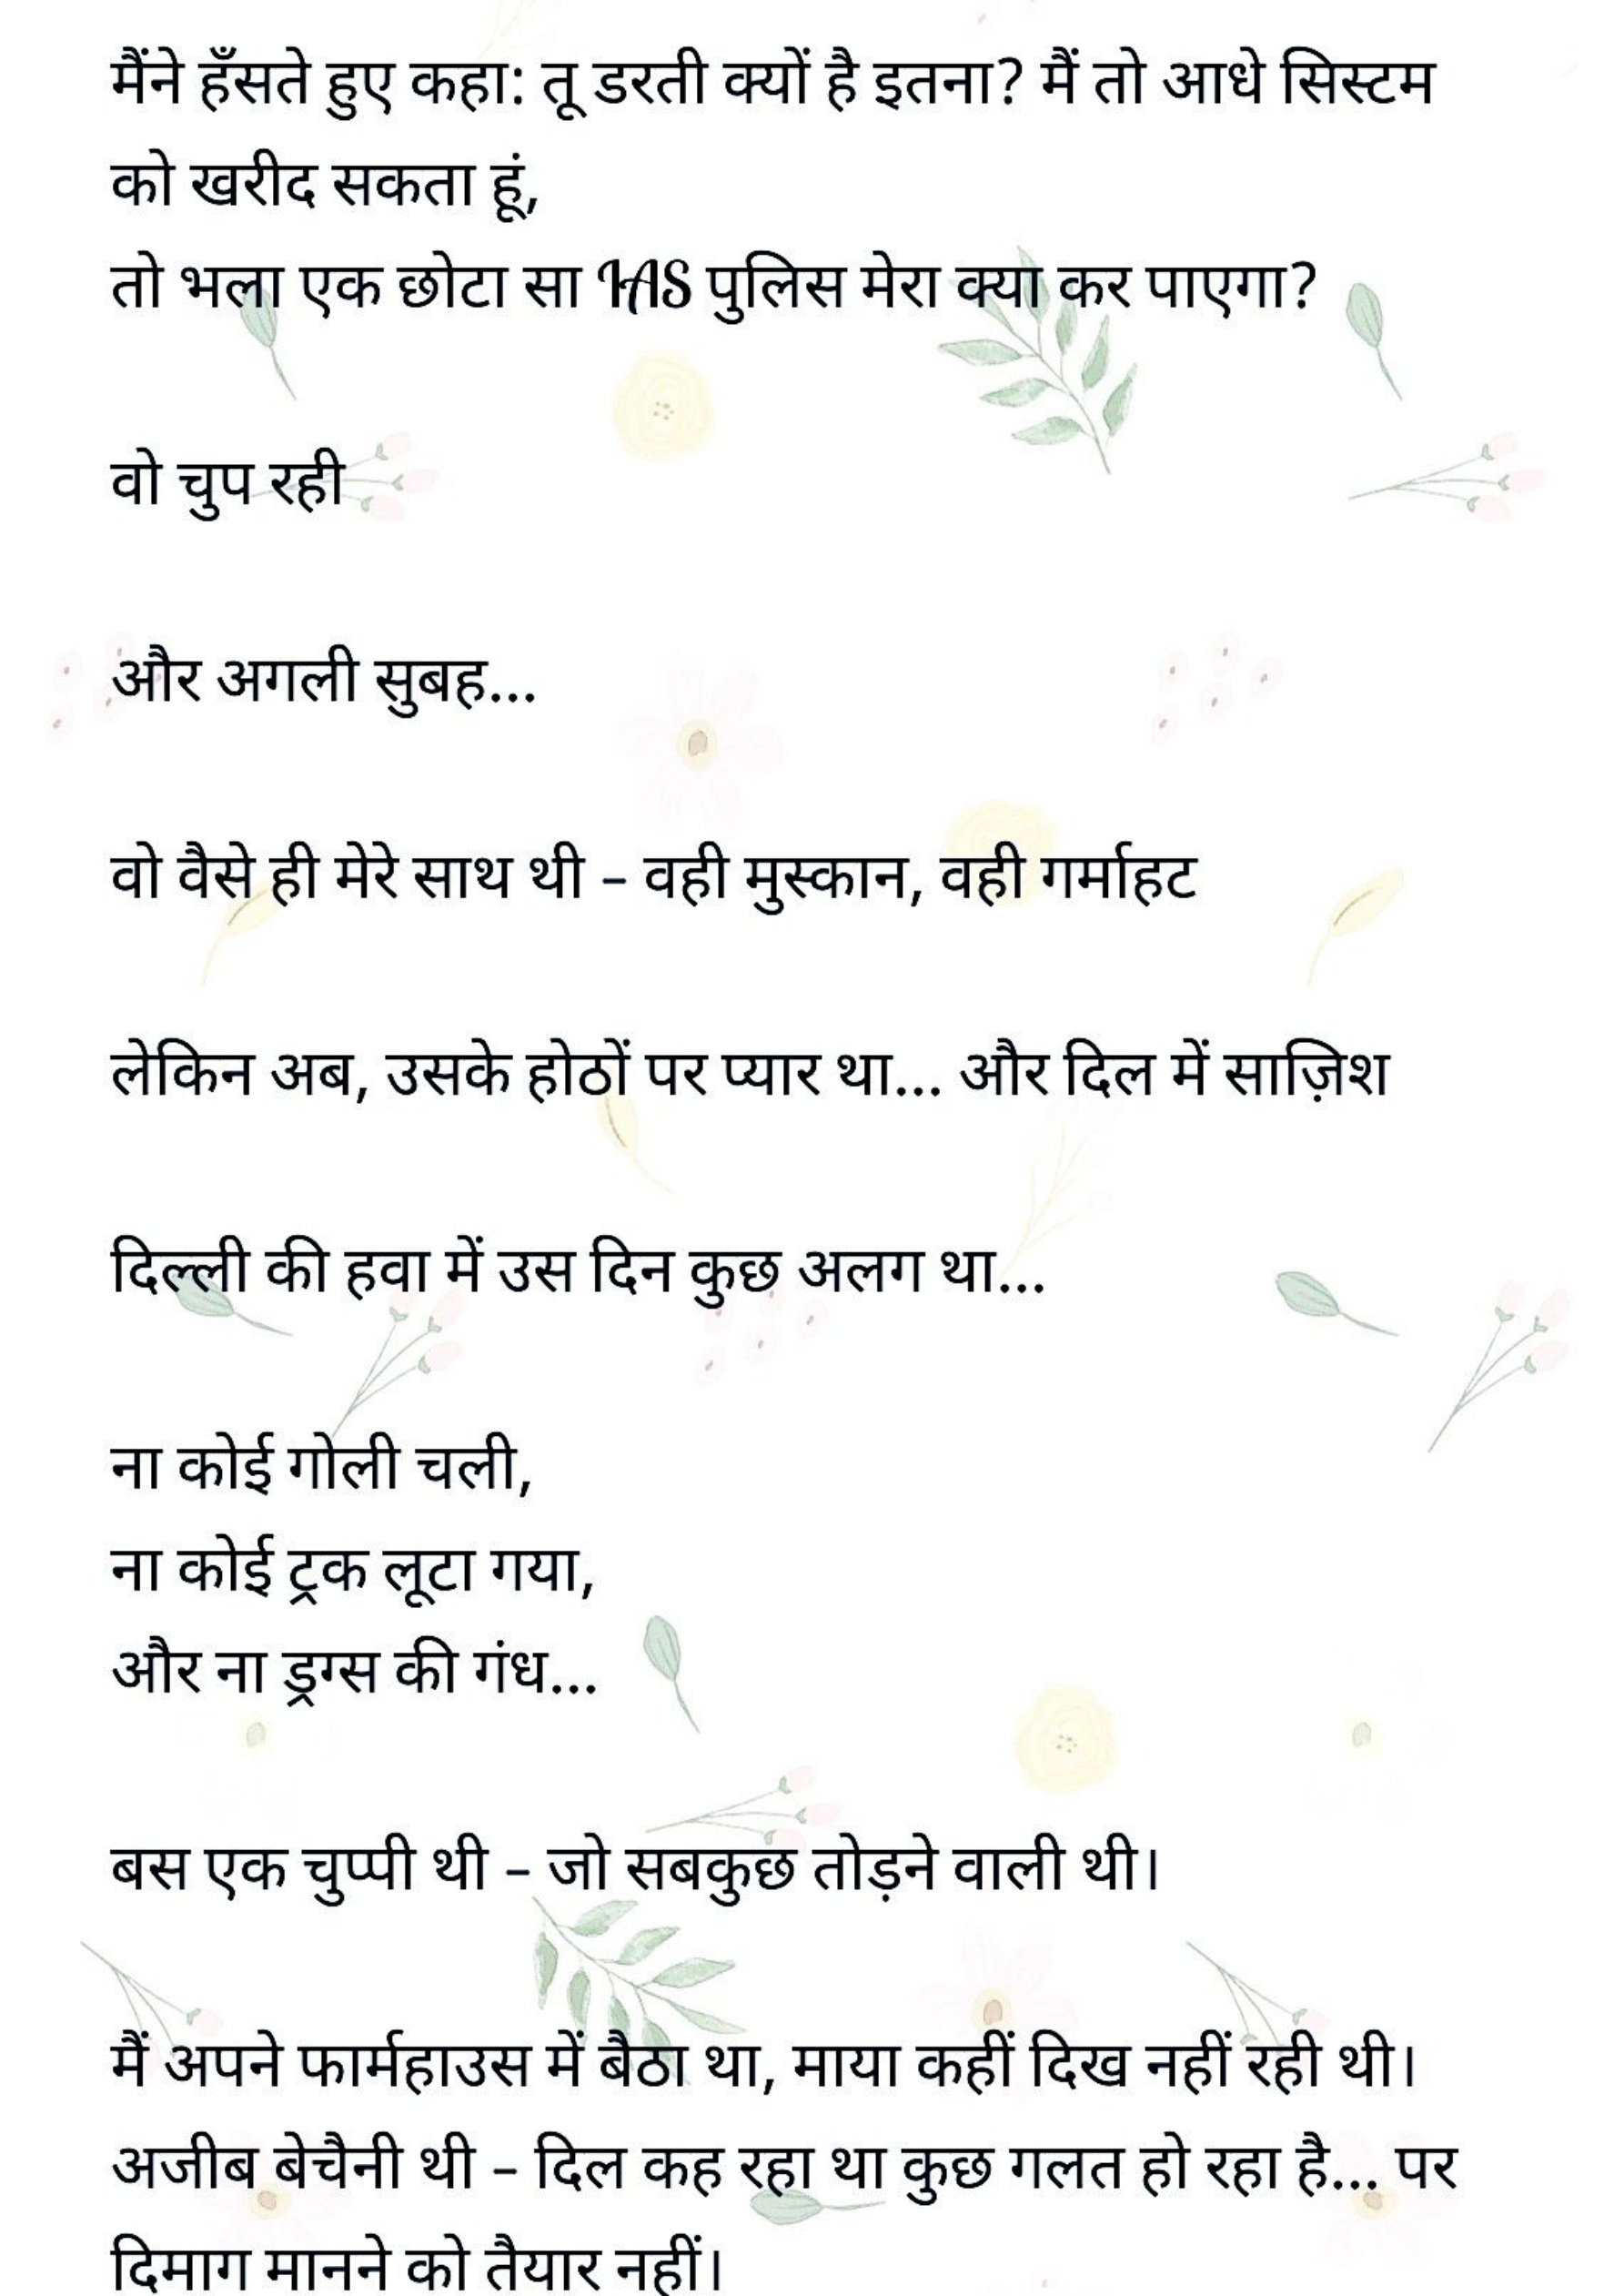 मैंने हँसते हुए कहा: तू डरती क्यों है इतना? मैं तो आधे सिस्टम
को खरीद सकता हूं,
तो भला एक छोटा सा IAS पुलिस मेरा क्या कर पाएगा?
वो चुप रही
और अगली सुबह...
वो वैसे ही मेरे साथ थी – वही मुस्कान, वही गर्माहट
लेकिन अब, उसके होठों पर प्यार था... और दिल में साज़िश
दिल्ली की हवा में उस दिन कुछ अलग था...
ना कोई गोली चली,
ना कोई ट्रक लूटा गया,
और ना ड्रग्स की गंध...
बस एक चुप्पी थी – जो सबकुछ तोड़ने वाली थी।
मैं अपने फार्महाउस में बैठा था, माया कहीं दिख नहीं रही थी।
अजीब बेचैनी थी – दिल कह रहा था कुछ गलत हो रहा है... पर
दिमाग मानने को तैयार नहीं।